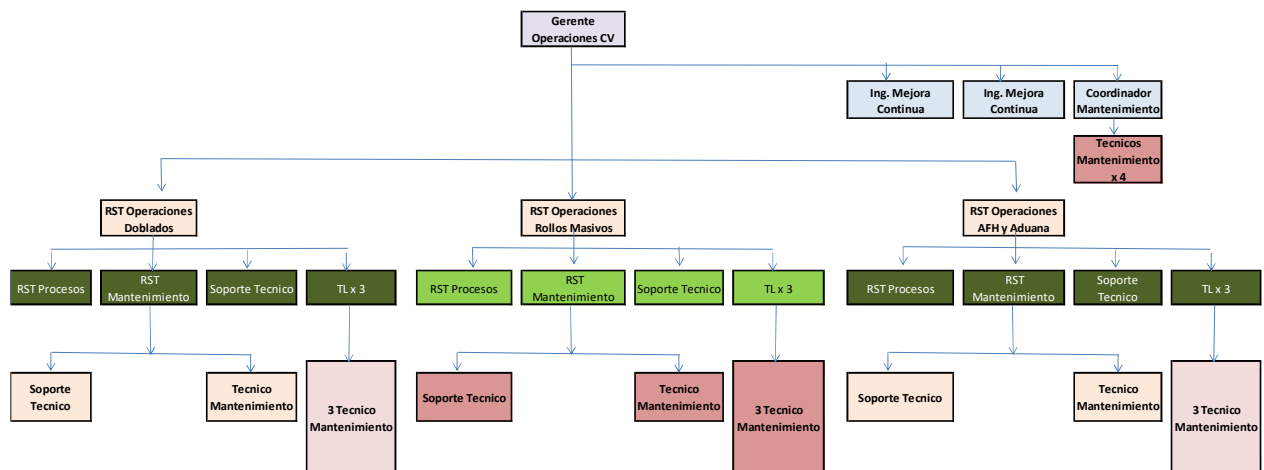 Gerente
Operaciones CV
Ing. Mejora
Continua
Ing. Mejora
Continua
Coordinador
Mantenimiento
Tecnicos
Mantenimiento
x 4
RST Operaciones
Doblados
RST Operaciones
Rollos Masivos
RST Operaciones
AFH y Aduana
RST Procesos
RST
Mantenimiento
Soporte Tecnico
TL x 3
RST Procesos
RST
Mantenimiento
Soporte Tecnico
TL x 3
RST Procesos
RST
Mantenimiento
Soporte
Tecnico
TL x 3
Soporte
Tecnico
Tecnico
Mantenimiento
3 Tecnico
Mantenimiento
Soporte Tecnico
Tecnico
Mantenimiento
3 Tecnico
Mantenimiento
Soporte Tecnico
Tecnico
Mantenimiento
3 Tecnico
Mantenimiento